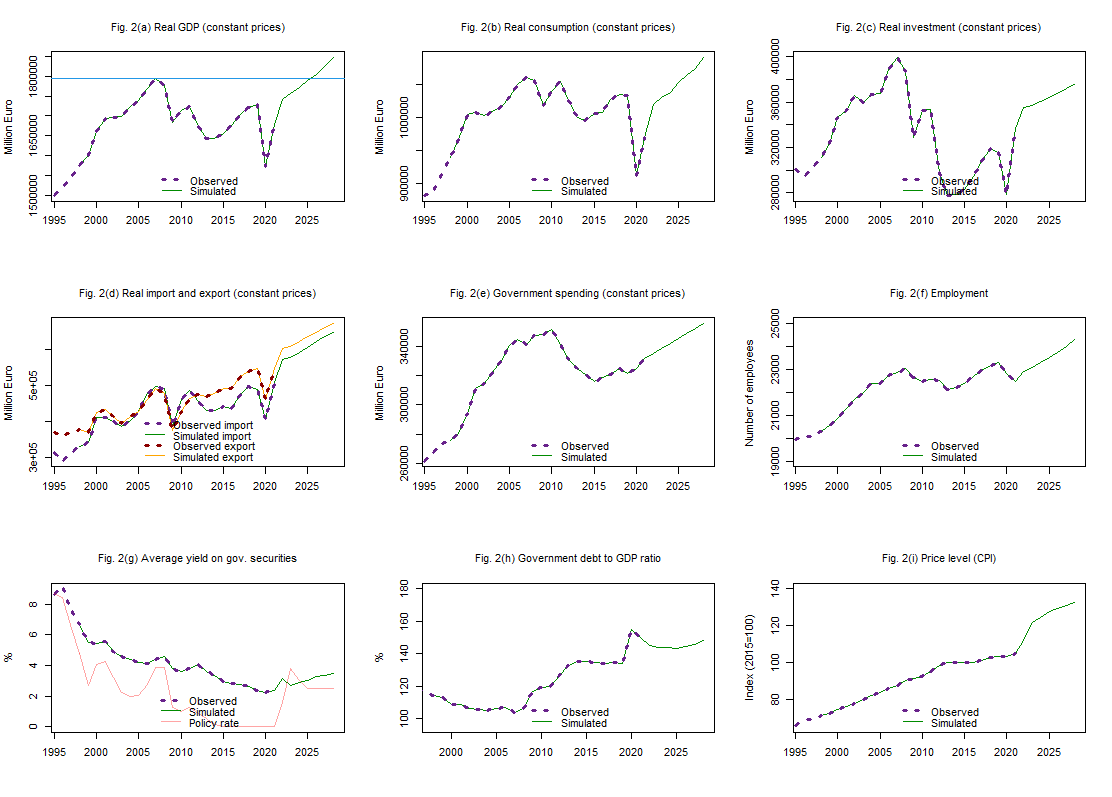 Fig. 2(a) Real GDP (constant prices)
Million Euro
1500000 1650000 1800000
Observed
Simulated
1995 2000 2005 2010 2015 2020 2025
Fig. 2(b) Real consumption (constant prices)
Million Euro
900000 1000000
Observed
Simulated
1995 2000 2005 2010 2015 2020 2025
Fig. 2(c) Real investment (constant prices)
Million Euro
280000 320000 360000 400000
Observed
Simulated
1995 2000 2005 2010 2015 2020 2025
Fig. 2(d) Real import and export (constant prices)
Million Euro
3e+05 5e+05
Observed import
Simulated import
Observed export
Simulated export
1995 2000 2005 2010 2015 2020 2025
Fig. 2(e) Government spending (constant prices)
Million Euro
260000 300000 340000
Observed
Simulated
1995 2000 2005 2010 2015 2020 2025
Fig. 2(f) Employment
Number of employees
19000 21000 23000 25000
Observed
Simulated
1995 2000 2005 2010 2015 2020 2025
Fig. 2(g) Average yield on gov. securities
%
0 2 4 6 8
Observed
Simulated
Policy rate
1995 2000 2005 2010 2015 2020 2025
Fig. 2(h) Government debt to GDP ratio
%
100 120 140 160 180
Observed
Simulated
2000 2005 2010 2015 2020 2025
Fig. 2(i) Price level (CPI)
Index (2015=100)
80 100 120 140
Observed
Simulated
1995 2000 2005 2010 2015 2020 2025